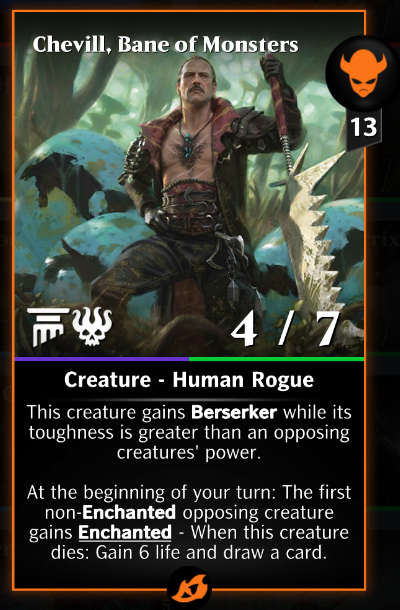 Chevill, Bane of Monsters
13
4 / 7
Creature - Human Rogue
This creature gains Berserker while its
toughness is greater than an opposing
creatures' power.
At the beginning of your turn: The first
non-Enchanted opposing creature
gains Enchanted - When this creature
dies: Gain 6 life and draw a card.